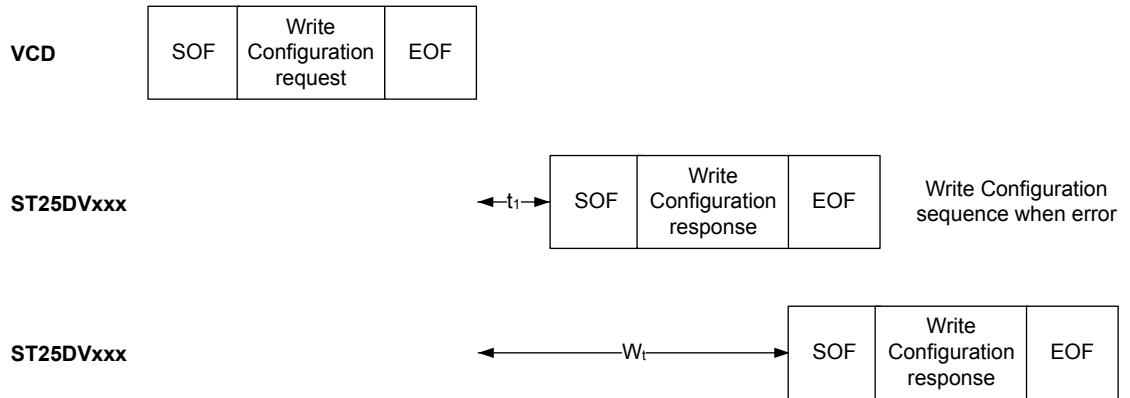 VCD
SOF
Write
Configuration
request
EOF
ST25DVxxx
t₁
SOF
Write
Configuration
response
EOF
Write Configuration
sequence when error
ST25DVxxx
Wₜ
SOF
Write
Configuration
response
EOF